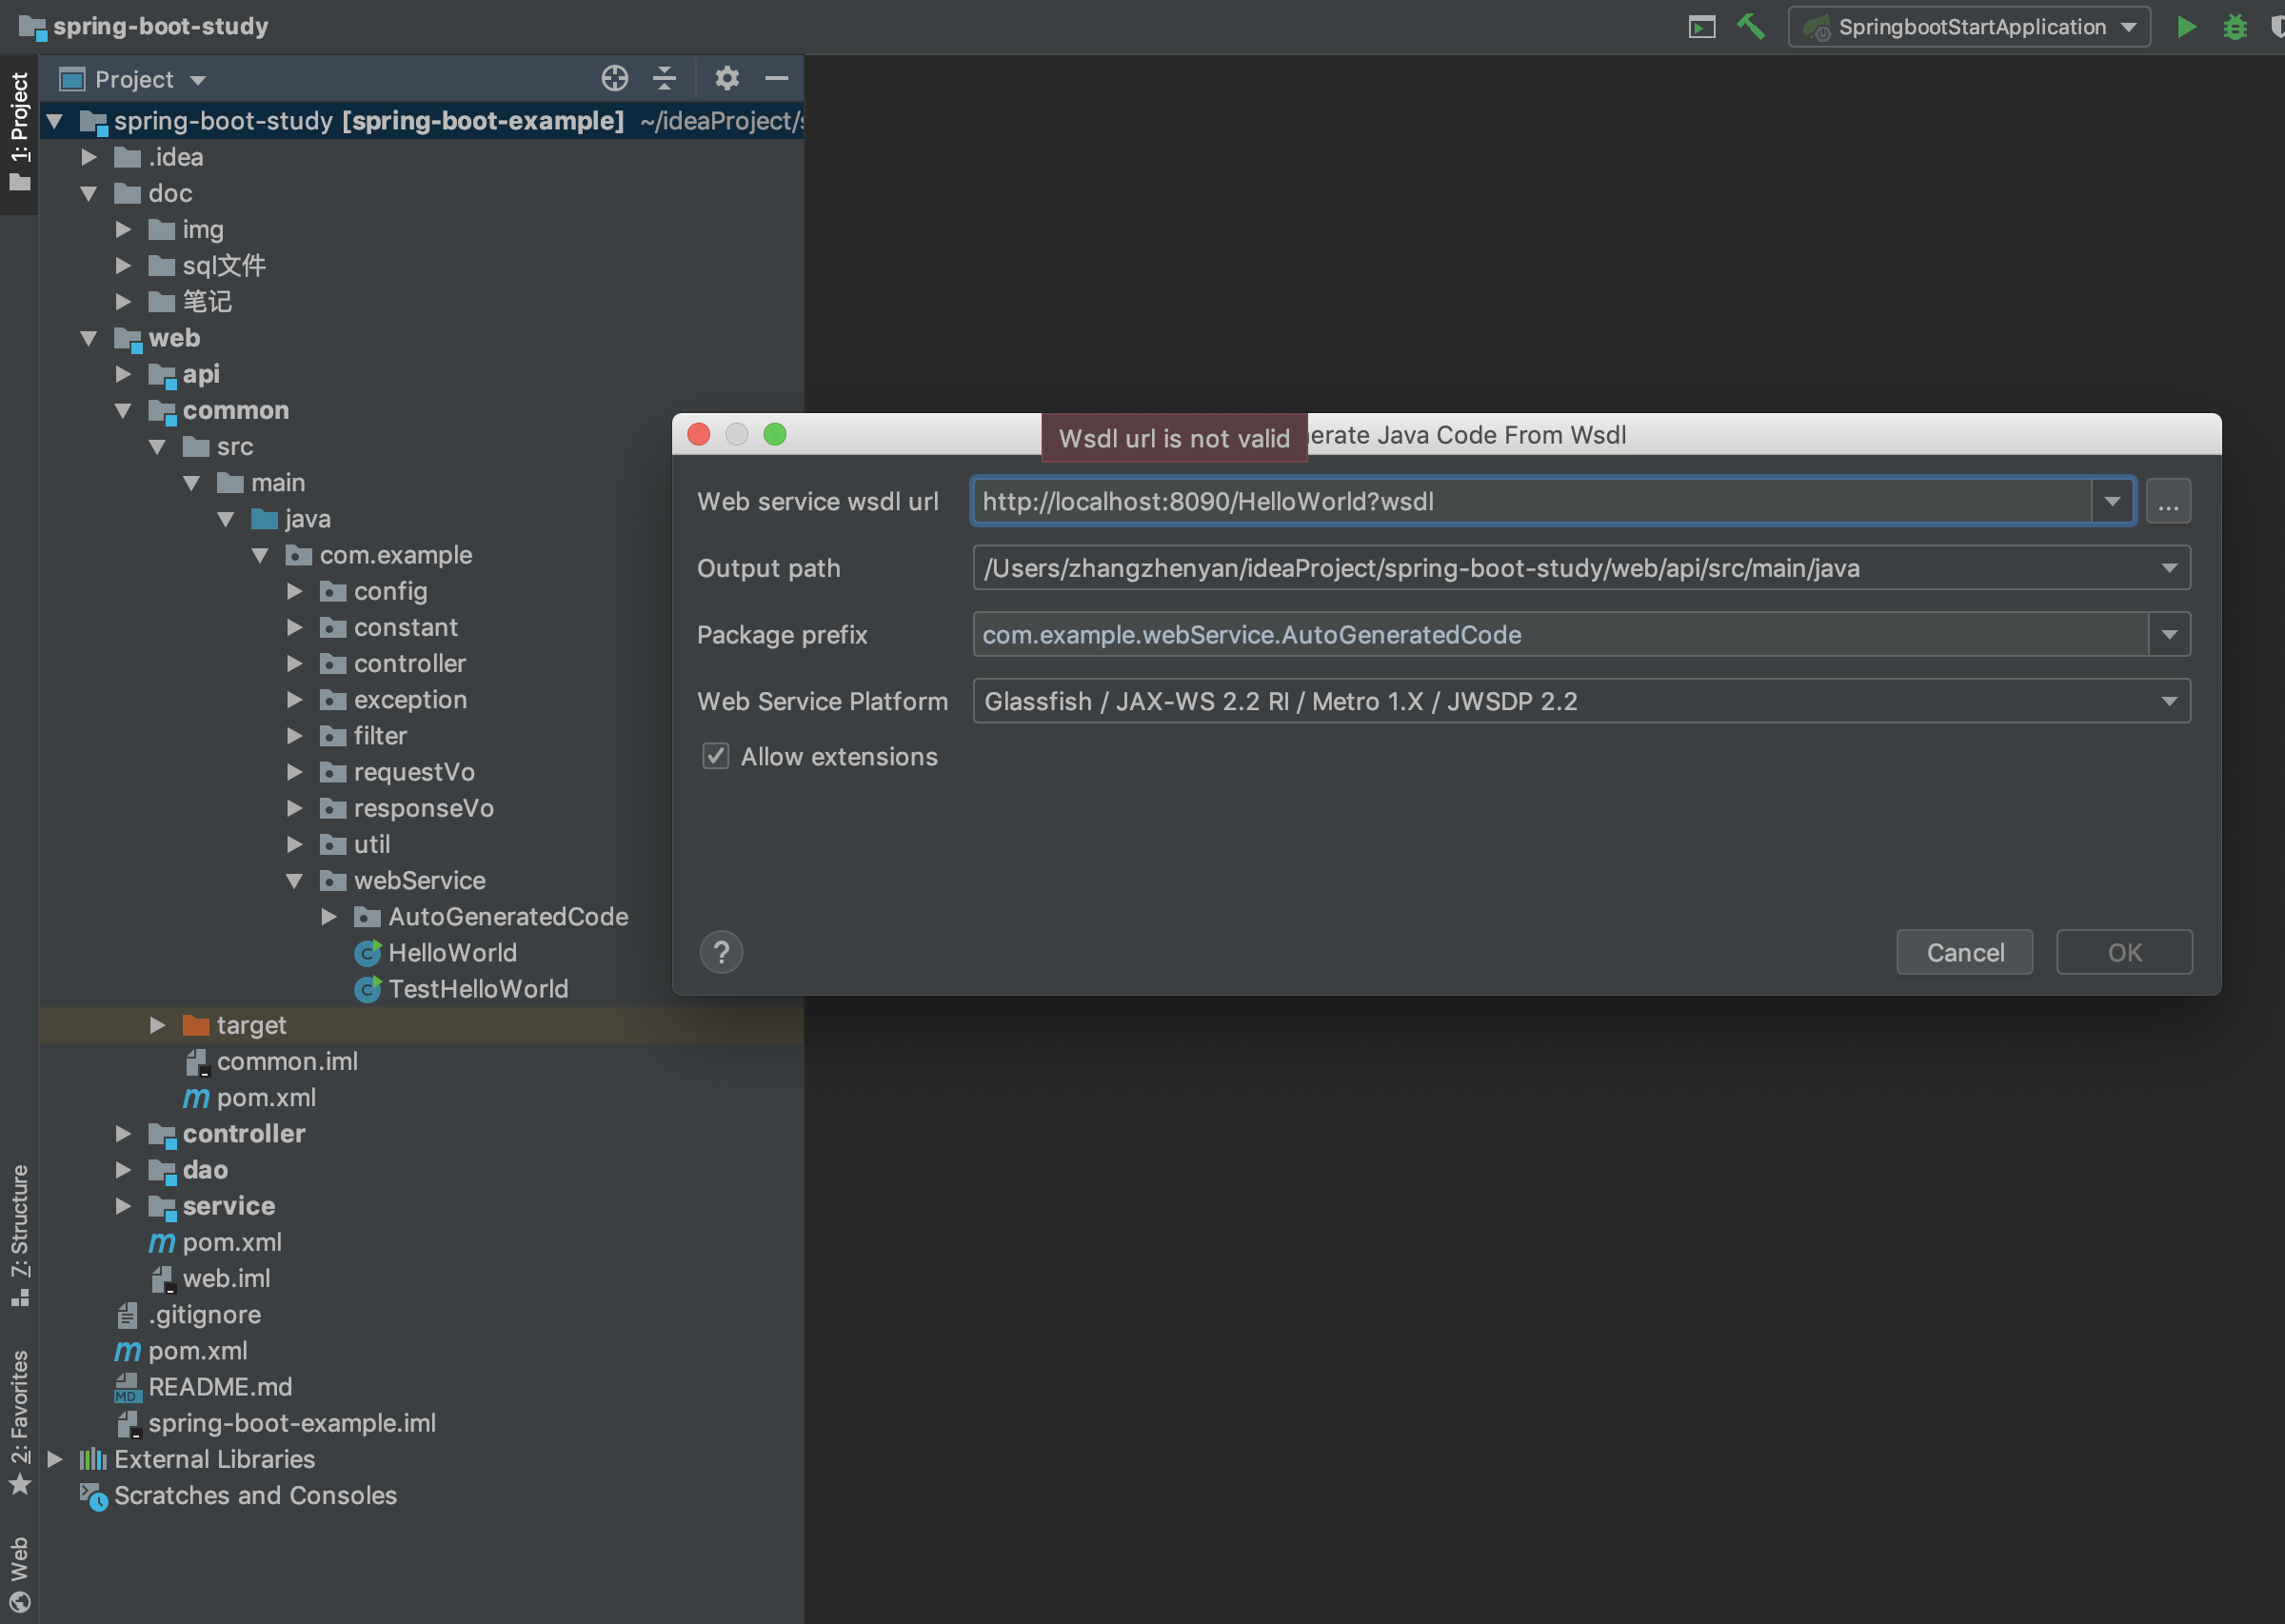 spring-boot-study
SpringbootStartApplication
1: Project
Project
spring-boot-study [spring-boot-example] ~/ideaProject/
.idea
doc
img
sql文件
笔记
web
api
common
src
main
java
com.example
config
constant
controller
exception
filter
requestVo
responseVo
util
webService
AutoGeneratedCode
HelloWorld
TestHelloWorld
target
common.iml
pom.xml
controller
dao
service
pom.xml
web.iml
.gitignore
pom.xml
MD README.md
spring-boot-example.iml
External Libraries
Scratches and Consoles
Z: Structure
2: Favorites
Web
Wsdl url is not valid
erate Java Code From Wsdl
Web service wsdl url http://localhost:8090/HelloWorld?wsdl ...
Output path /Users/zhangzhenyan/ideaProject/spring-boot-study/web/api/src/main/java
Package prefix com.example.webService.AutoGeneratedCode
Web Service Platform Glassfish / JAX-WS 2.2 RI / Metro 1.X / JWSDP 2.2
Allow extensions
? Cancel OK